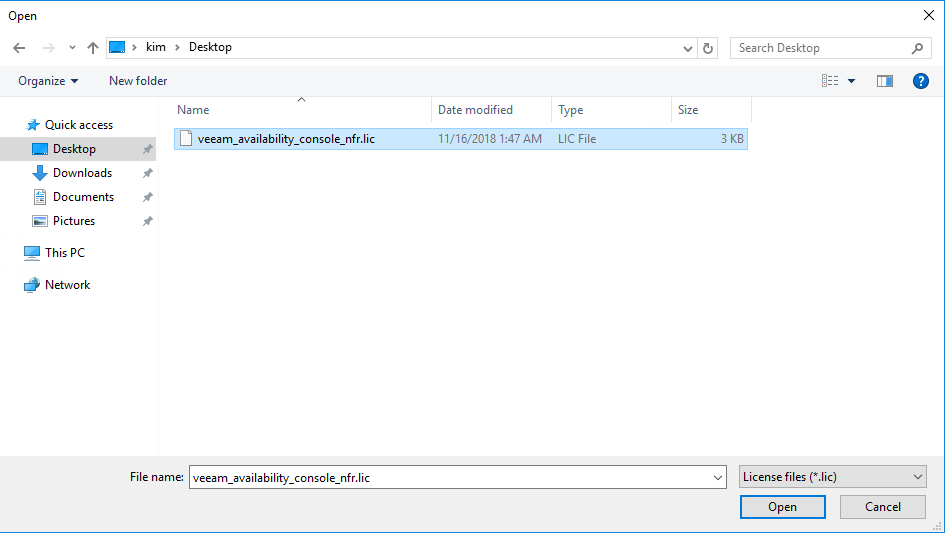 Open
kim Desktop
Search Desktop
Organize New folder
Name Date modified Type Size
Quick access
veeam_availability_console_nfr.lic 11/16/2018 1:47 AM LIC File 3 KB
Desktop
Downloads
Documents
Pictures
This PC
Network
File name: veeam_availability_console_nfr.lic License files (*.lic)
Open Cancel